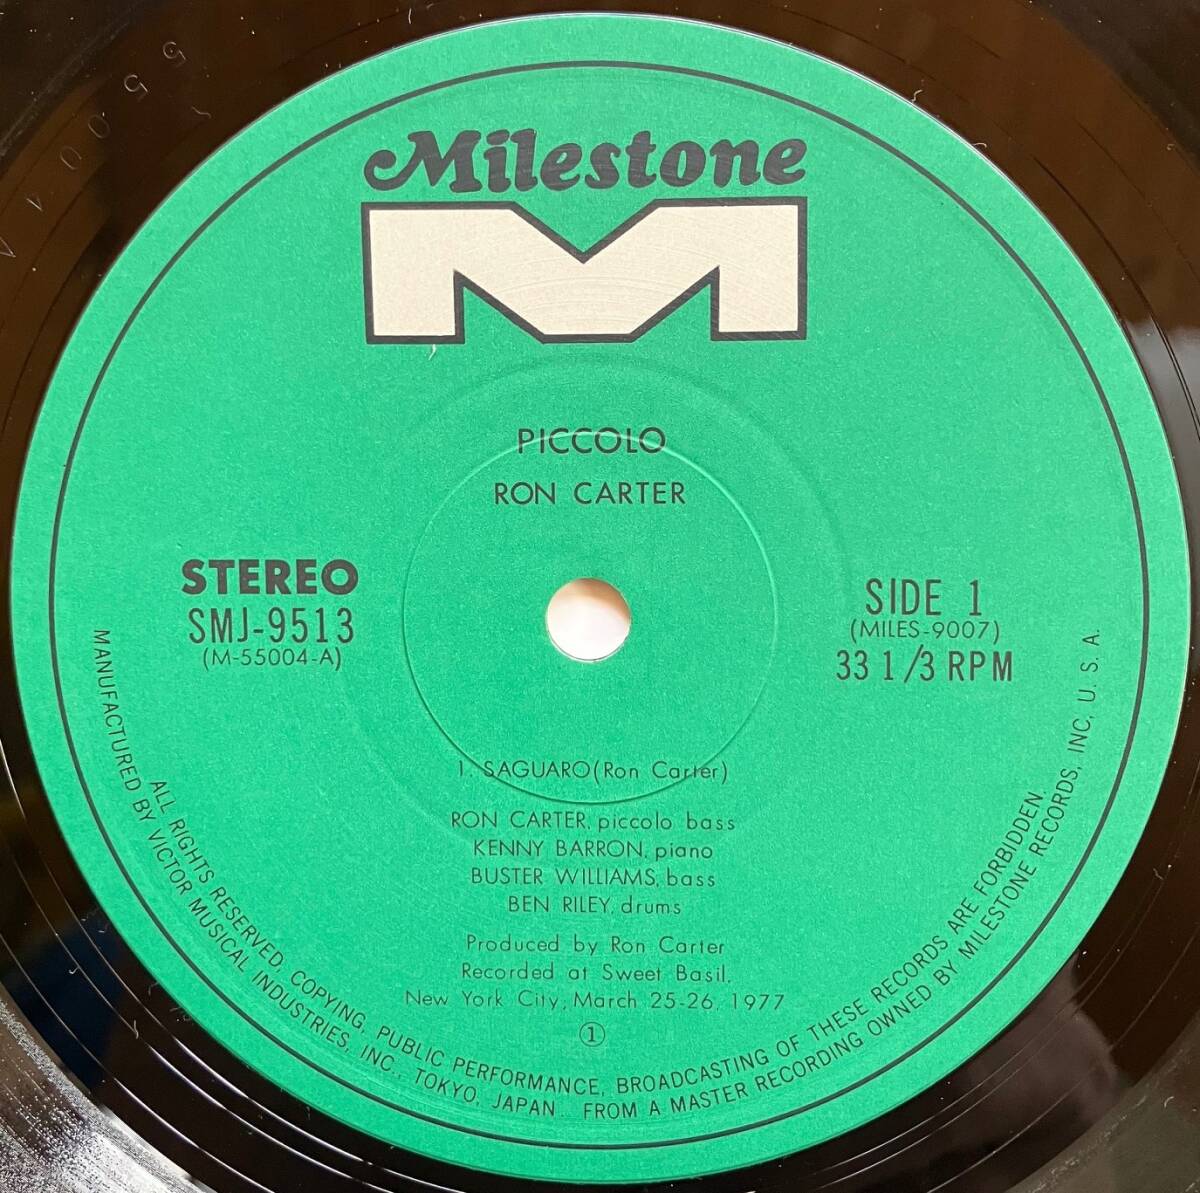 Milestone
PICCOLO
RON CARTER
STEREO
SMJ-9513
(M-55004-A)
SIDE 1
(MILES-9007)
33 1/3 RPM
1. SAGUARO (Ron Carter)
RON CARTER, piccolo bass
KENNY BARRON, piano
BUSTER WILLIAMS, bass
BEN RILEY, drums
Produced by Ron Carter
Recorded at Sweet Basil.
New York City, March 25-26, 1977
①
ALL RIGHTS RESERVED. COPYING, PUBLIC PERFORMANCE, BROADCASTING OF THESE RECORDS ARE FORBIDDEN.
MANUFACTURED BY VICTOR MUSICAL INDUSTRIES, INC., TOKYO, JAPAN. FROM A MASTER RECORDING OWNED BY MILESTONE RECORDS, INC, U.S.A.